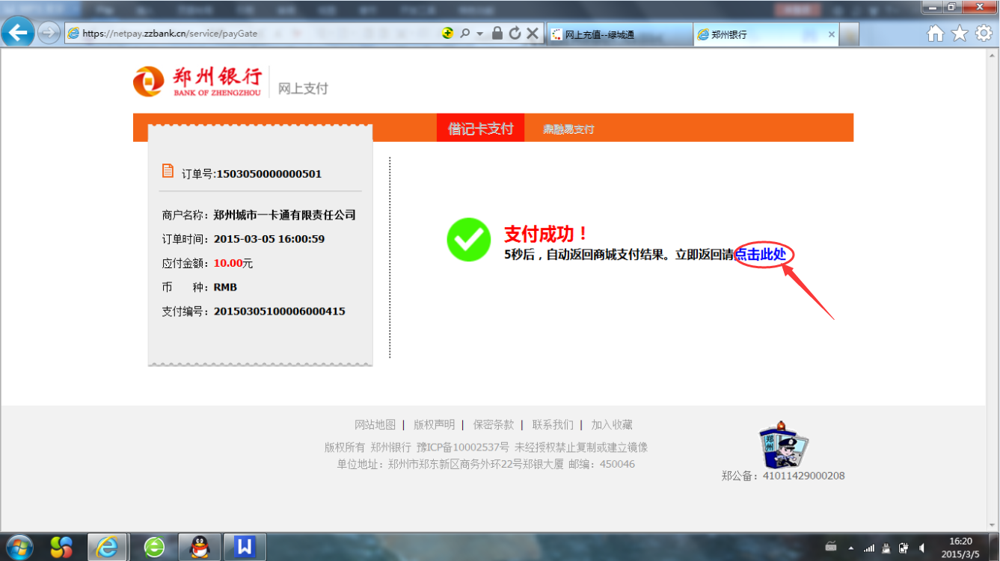 https://netpay.zzbank.cn/service/payGate
网上充值--绿城通
郑州银行
郑州银行
BANK OF ZHENGZHOU
网上支付
借记卡支付
鼎融易支付
订单号:1503050000000501
商户名称：郑州城市一卡通有限责任公司
订单时间：2015-03-05 16:00:59
应付金额：10.00元
币 种：RMB
支付编号：20150305100006000415
支付成功！
5秒后，自动返回商城支付结果。立即返回请点击此处
网站地图 | 版权声明 | 保密条款 | 联系我们 | 加入收藏
版权所有 郑州银行 豫ICP备10002537号 未经授权禁止复制或建立镜像
单位地址：郑州市郑东新区商务外环22号郑银大厦 邮编：450046
郑州
郑公备：41011429000208
16:20
2015/3/5